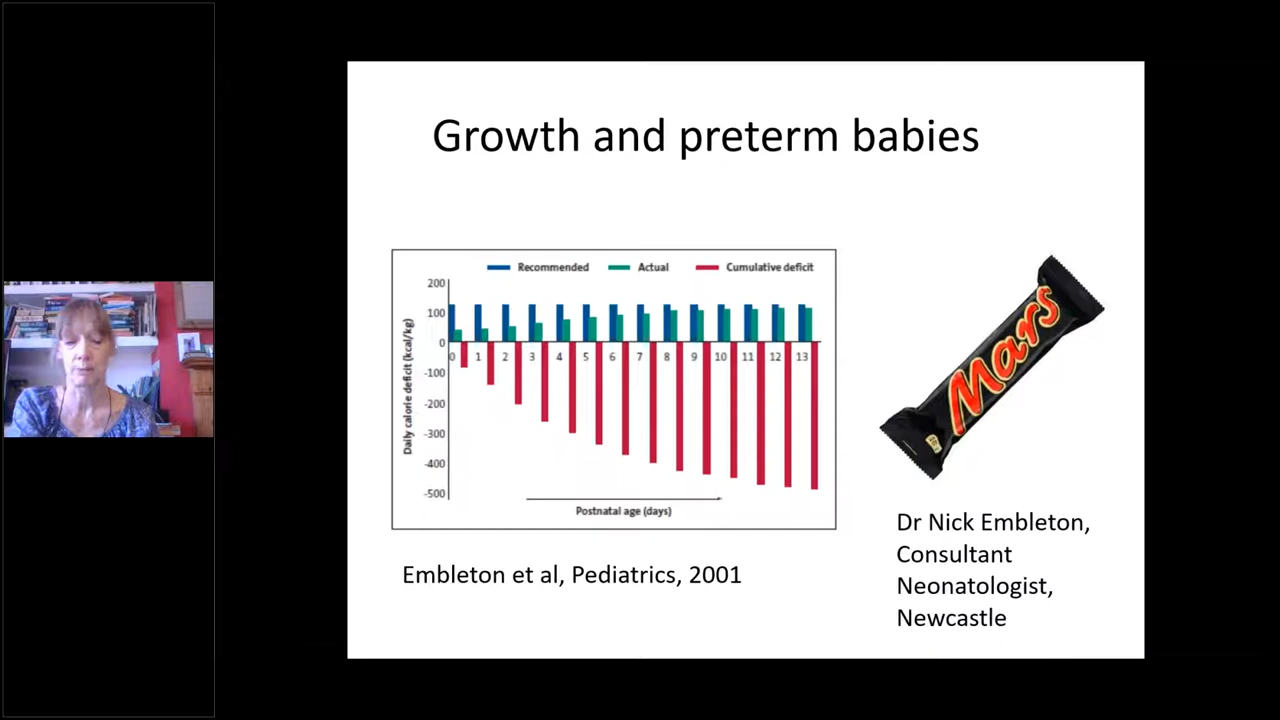 Growth and preterm babies
Recommended Actual Cumulative deficit
Daily calorie deficit (kcal/kg)
200
100
0
-100
-200
-300
-400
-500
0 1 2 3 4 5 6 7 8 9 10 11 12 13
Postnatal age (days)
Mars
Embleton et al, Pediatrics, 2001
Dr Nick Embleton,
Consultant
Neonatologist,
Newcastle